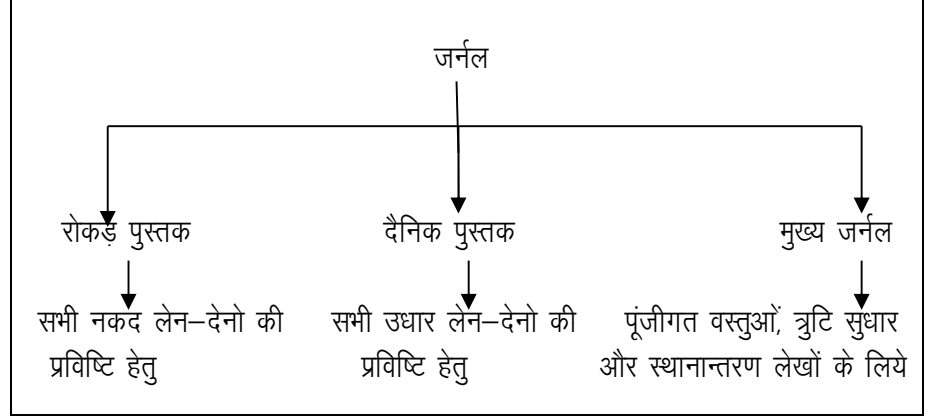 जर्नल
रोकड़ पुस्तक
दैनिक पुस्तक
मुख्य जर्नल
सभी नकद लेन–देनो की
प्रविष्टि हेतु
सभी उधार लेन–देनो की
प्रविष्टि हेतु
पूंजीगत वस्तुओं, त्रुटि सुधार
और स्थानान्तरण लेखों के लिये